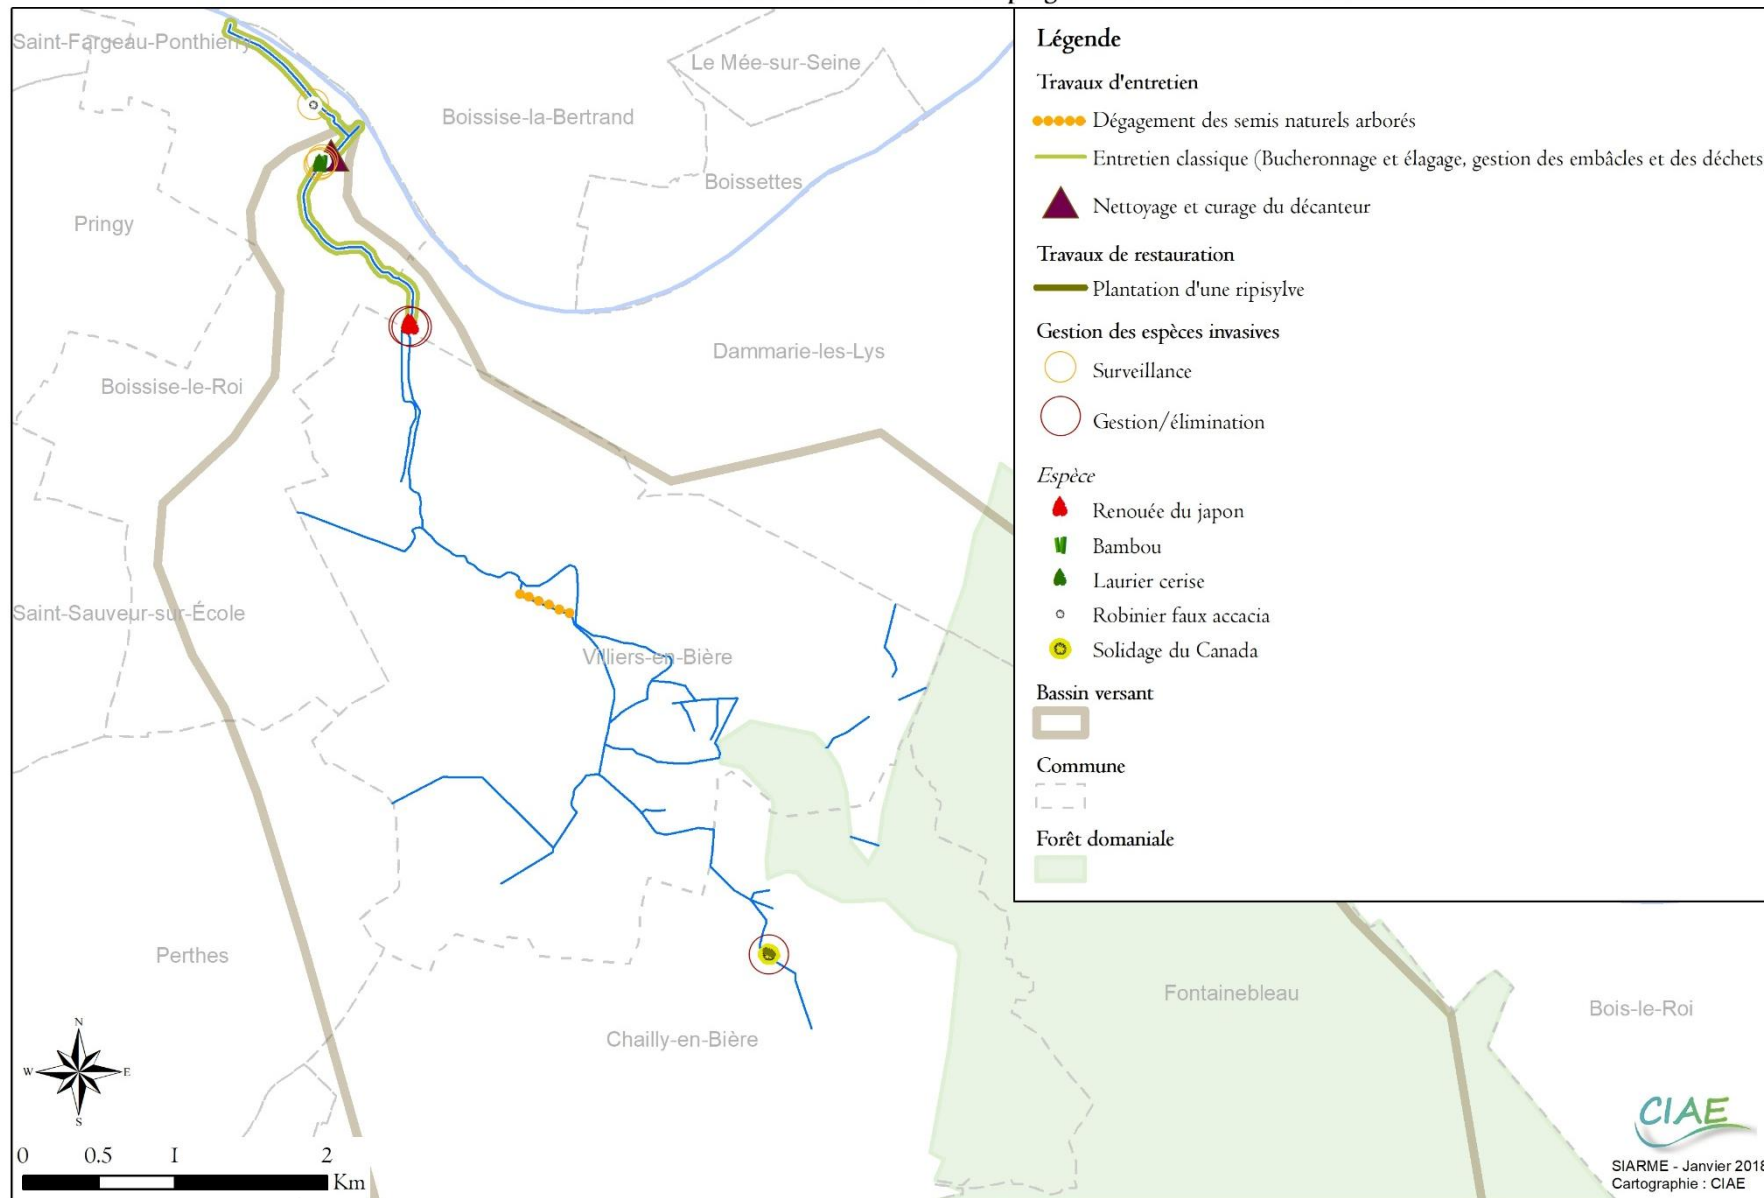 Saint-Fargeau-Ponthierry
Le Mée-sur-Seine
Boissise-la-Bertrand
Boissettes
Pringy
Dammarie-les-Lys
Boissise-le-Roi
Saint-Sauveur-sur-École
Villiers-en-Bière
Perthes
Fontainebleau
Bois-le-Roi
Chailly-en-Bière
Légende
Travaux d'entretien
Dégagement des semis naturels arborés
Entretien classique (Bucheronnage et élagage, gestion des embâcles et des déchets
Nettoyage et curage du décanteur
Travaux de restauration
Plantation d'une ripisylve
Gestion des espèces invasives
Surveillance
Gestion/élimination
Espèce
Renouée du japon
Bambou
Laurier cerise
Robinier faux accacia
Solidage du Canada
Bassin versant
Commune
Forêt domaniale
N
W E
S
0 0.5 1 2
Km
CIAE
SIARME - Janvier 2018
Cartographie : CIAE